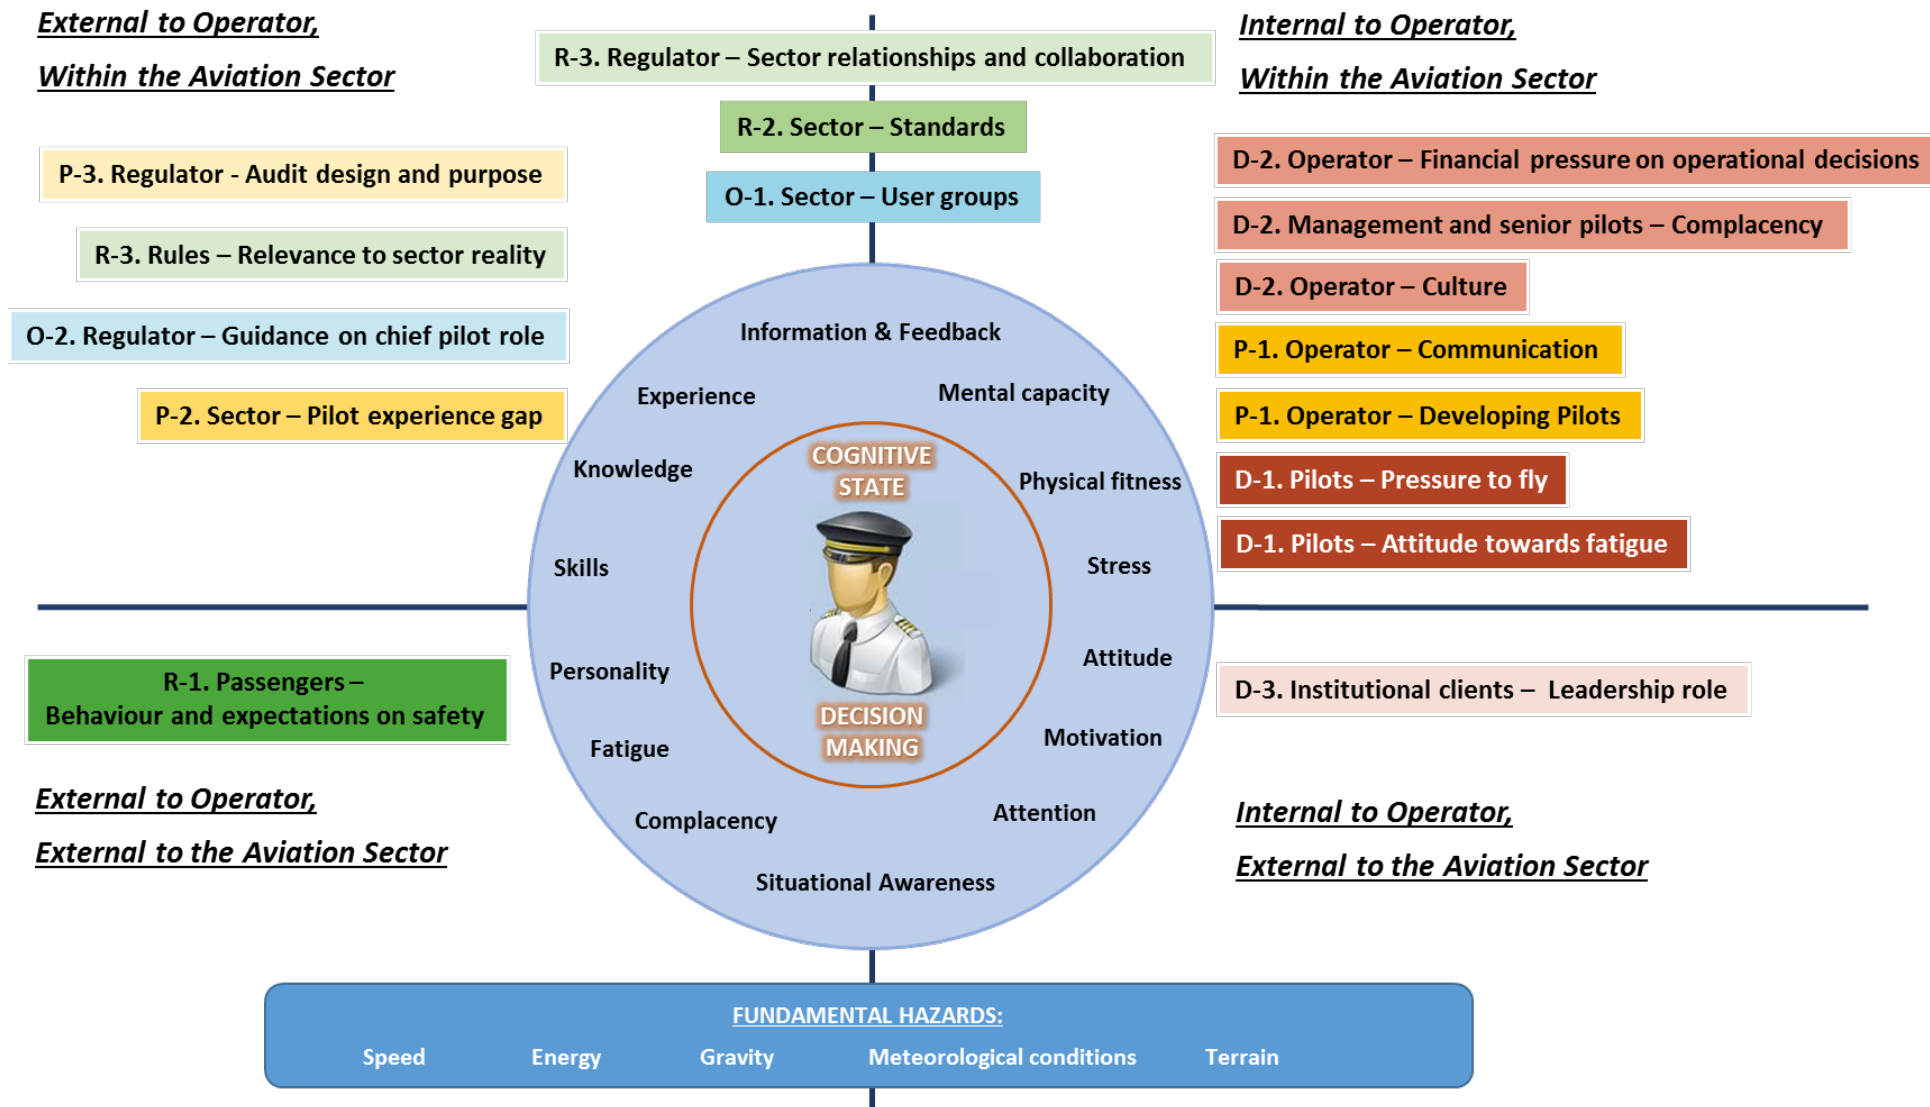 External to Operator,
Within the Aviation Sector
R-3. Regulator – Sector relationships and collaboration
R-2. Sector – Standards
O-1. Sector – User groups
Internal to Operator,
Within the Aviation Sector
P-3. Regulator - Audit design and purpose
R-3. Rules – Relevance to sector reality
O-2. Regulator – Guidance on chief pilot role
P-2. Sector – Pilot experience gap
D-2. Operator – Financial pressure on operational decisions
D-2. Management and senior pilots – Complacency
D-2. Operator – Culture
P-1. Operator – Communication
P-1. Operator – Developing Pilots
D-1. Pilots – Pressure to fly
D-1. Pilots – Attitude towards fatigue
Information & Feedback
Experience
Mental capacity
Knowledge
Physical fitness
Skills
Stress
Personality
Attitude
Fatigue
Motivation
Complacency
Attention
Situational Awareness
COGNITIVE
STATE
DECISION
MAKING
R-1. Passengers –
Behaviour and expectations on safety
External to Operator,
External to the Aviation Sector
D-3. Institutional clients – Leadership role
Internal to Operator,
External to the Aviation Sector
FUNDAMENTAL HAZARDS:
Speed Energy Gravity Meteorological conditions Terrain